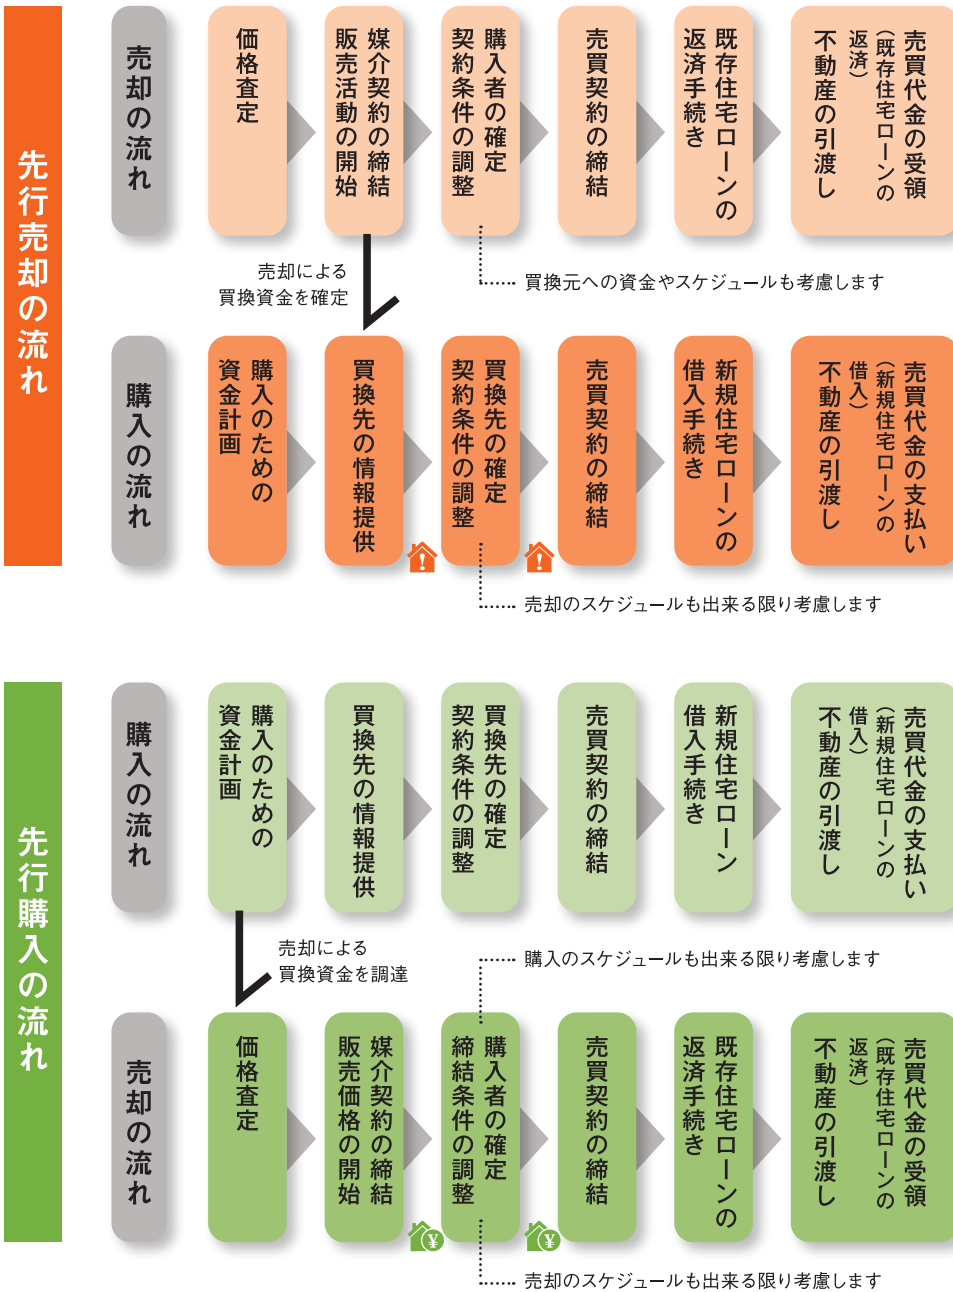 先行売却の流れ
売却の流れ
価格査定
媒介契約の締結
販売活動の開始
購入者の確定
契約条件の調整
売買契約の締結
既存住宅ローンの
返済手続き
売買代金の受領
（既存住宅ローンの
返済）
不動産の引渡し
売却による
買換資金を確定
買換元への資金やスケジュールも考慮します
購入の流れ
購入のための
資金計画
買換先の情報提供
買換先の確定
契約条件の調整
売買契約の締結
新規住宅ローンの
借入手続き
売買代金の支払い
（新規住宅ローンの
借入）
不動産の引渡し
売却のスケジュールも出来る限り考慮します
先行購入の流れ
購入の流れ
購入のための
資金計画
買換先の情報提供
買換先の確定
契約条件の調整
売買契約の締結
新規住宅ローン
借入手続き
売買代金の支払い
（新規住宅ローンの
借入）
不動産の引渡し
売却による
買換資金を調達
購入のスケジュールも出来る限り考慮します
売却の流れ
価格査定
媒介契約の締結
販売価格の開始
購入者の確定
締結条件の調整
売買契約の締結
既存住宅ローンの
返済手続き
売買代金の受領
（既存住宅ローンの
返済）
不動産の引渡し
売却のスケジュールも出来る限り考慮します